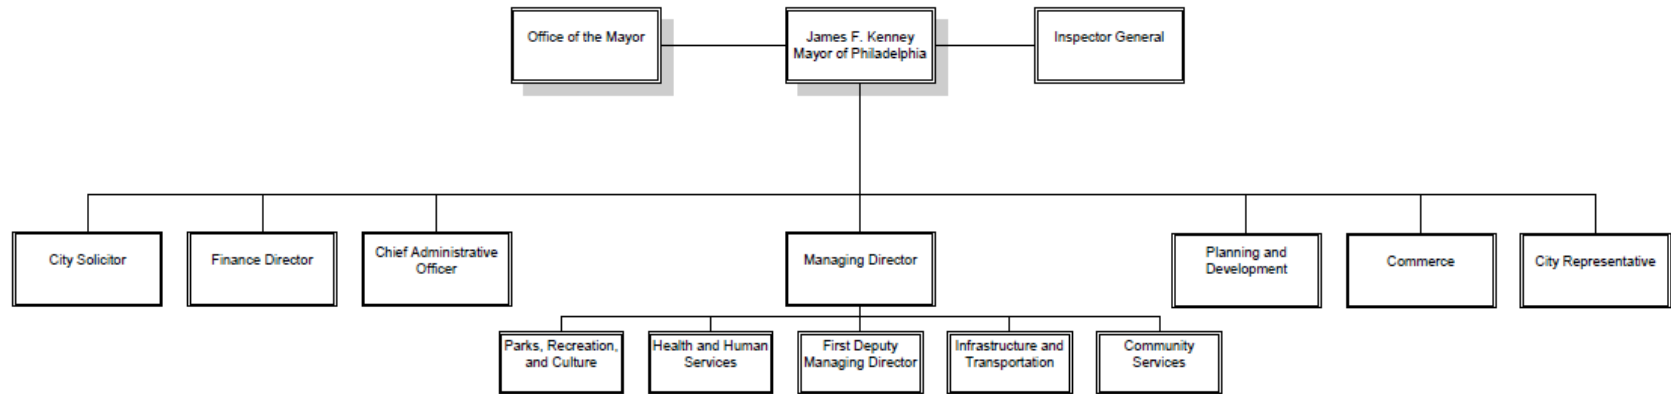 Office of the Mayor
James F. Kenney
Mayor of Philadelphia
Inspector General
City Solicitor
Finance Director
Chief Administrative
Officer
Managing Director
Planning and
Development
Commerce
City Representative
Parks, Recreation,
and Culture
Health and Human
Services
First Deputy
Managing Director
Infrastructure and
Transportation
Community
Services